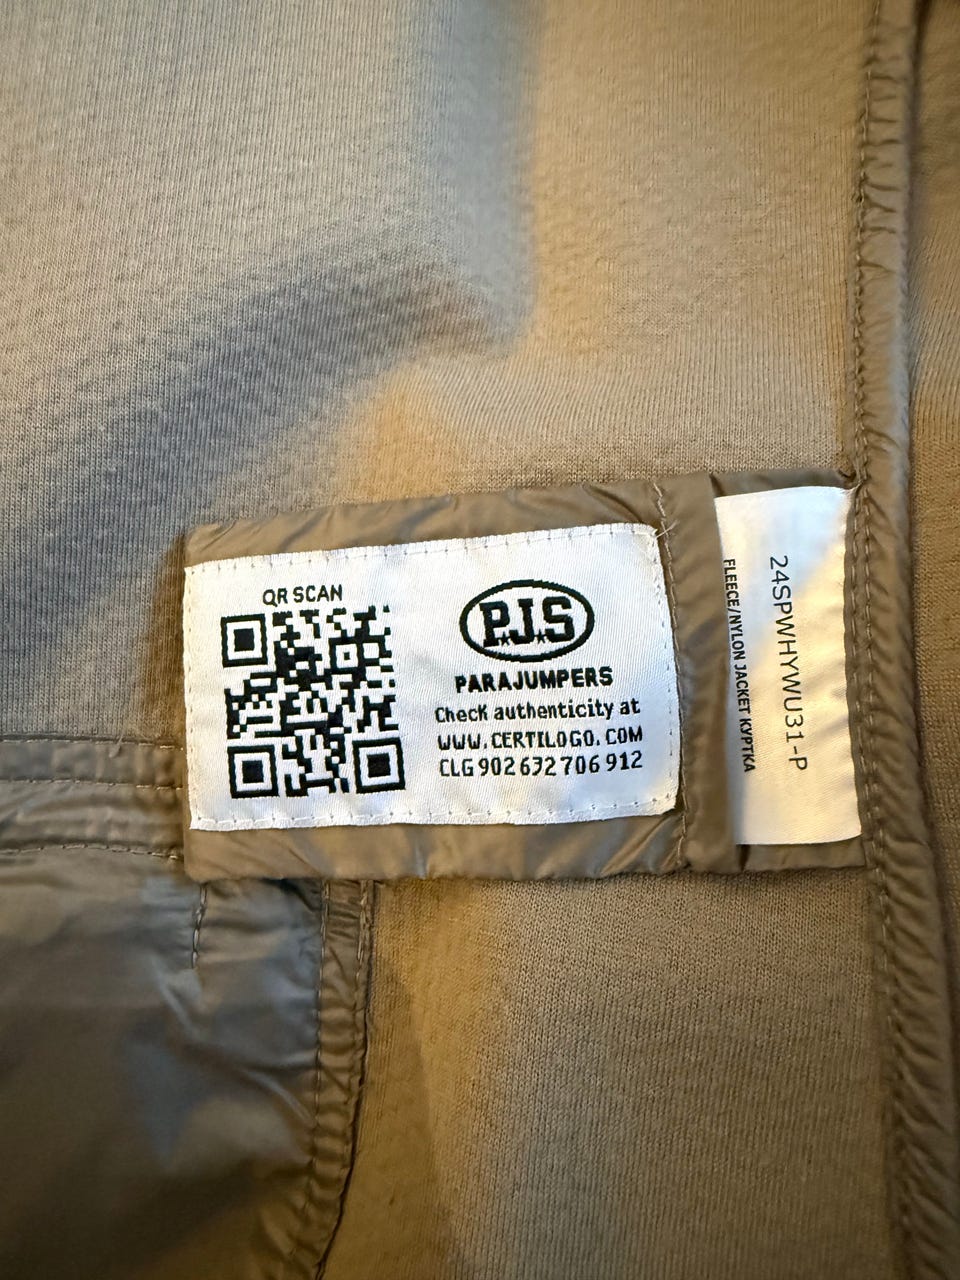 QR SCAN
P.J.S
PARAJUMPERS
Check authenticity at
WWW.CERTILOGO.COM
CLG 902 632 706 912
24SPWHYWU31-P
FLEECE/NYLON JACKET КУРТКА